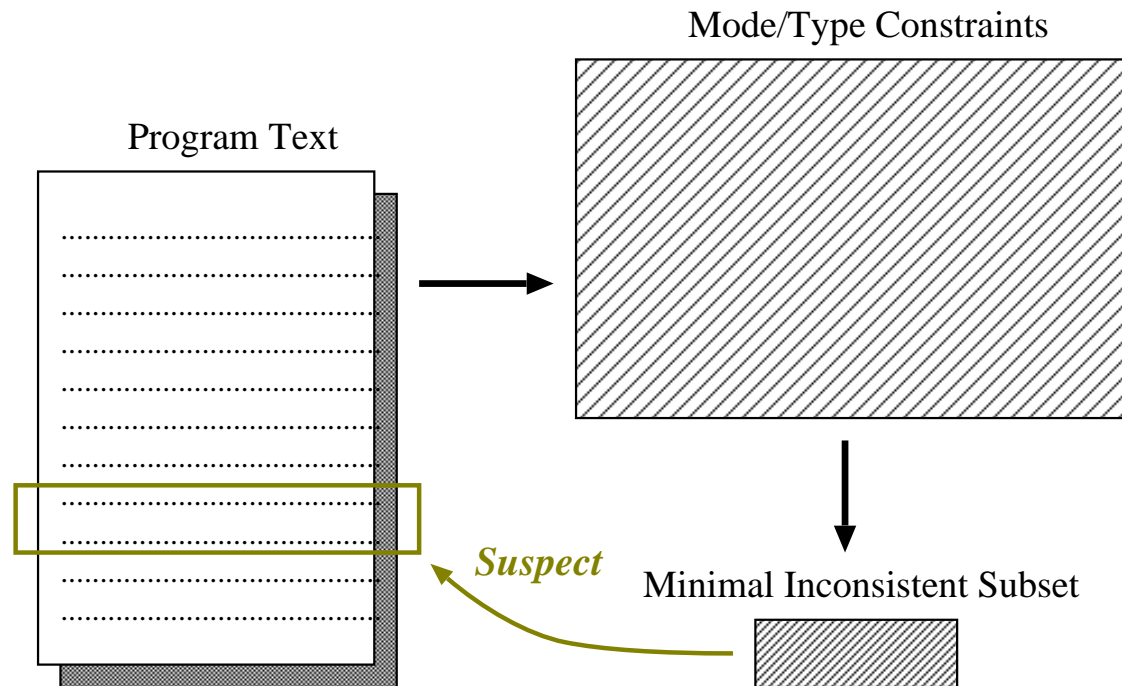 Mode/Type Constraints
Program Text
Suspect
Minimal Inconsistent Subset